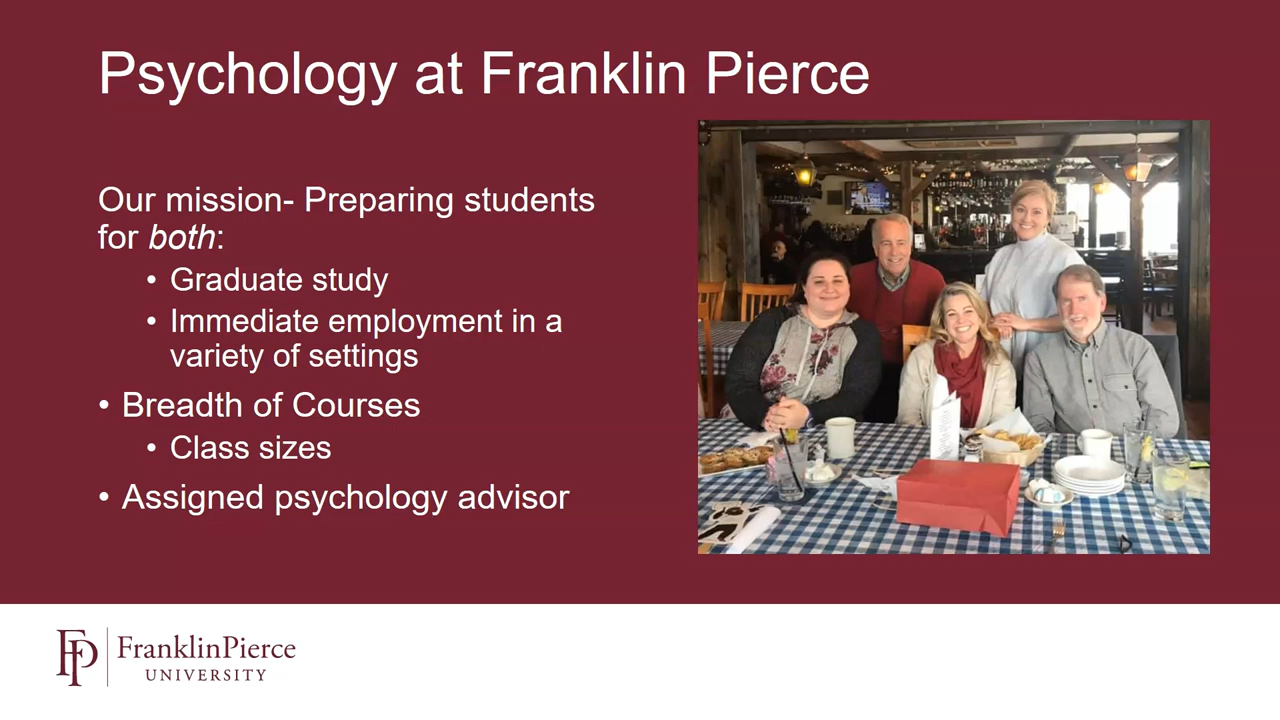 Psychology at Franklin Pierce
Our mission- Preparing students
for both:
• Graduate study
• Immediate employment in a
variety of settings
• Breadth of Courses
• Class sizes
• Assigned psychology advisor
FP
FranklinPierce
UNIVERSITY